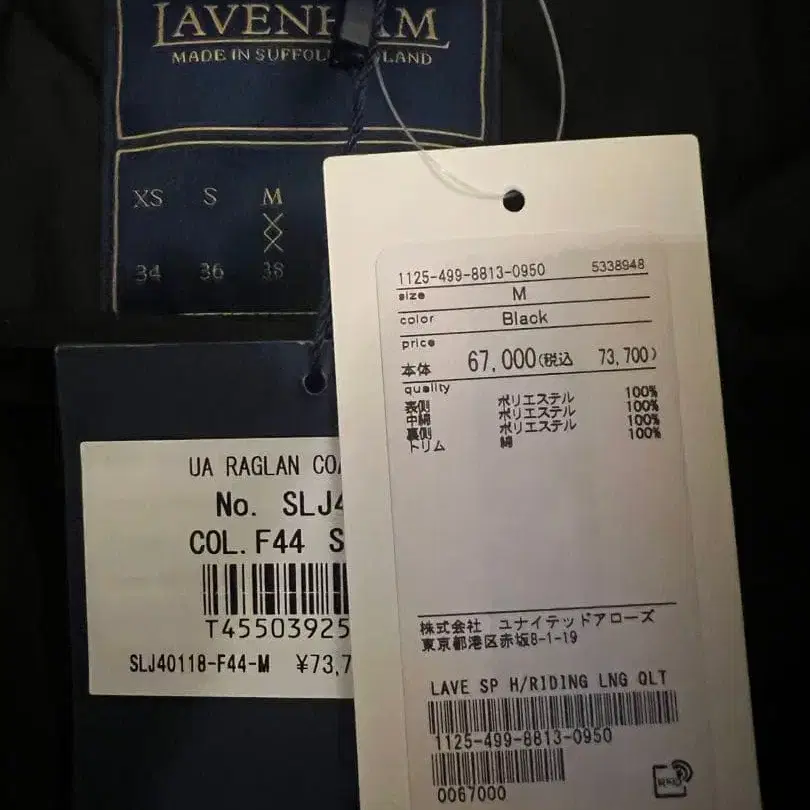 LAVENHAM
MADE IN SUFFOLK ENGLAND
XS S M
34 36 38
1125-499-8813-0950 5338948
size M
color Black
price
本体 67,000(税込 73,700)
quality
表側 ポリエステル 100%
中綿 ポリエステル 100%
裏側 ポリエステル 100%
トリム 綿 100%
株式会社 ユナイテッドアローズ
東京都港区赤坂8-1-19
LAVE SP H/RIDING LNG QLT
1125-499-8813-0950
0067000
UA RAGLAN COA
No. SLJ4
COL.F44 S
T45503925
SLJ40118-F44-M ¥73,7